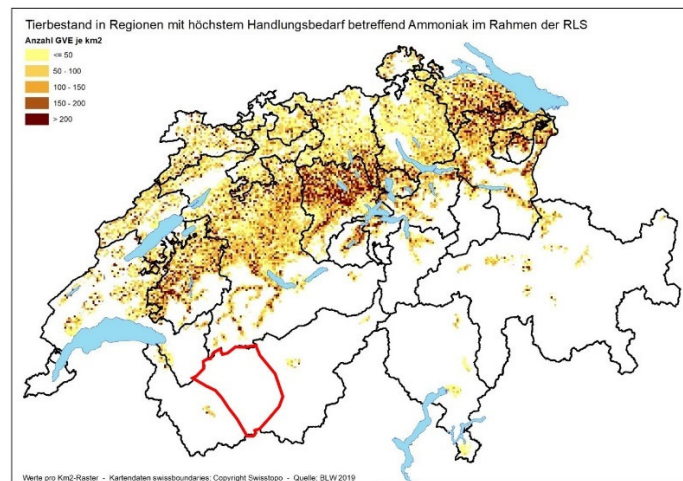 Tierbestand in Regionen mit höchstem Handlungsbedarf betreffend Ammoniak im Rahmen der RLS
Anzahl GVE je km2
<= 50
50 - 100
100 - 150
150 - 200
> 200
Werte pro Km2-Raster - Kartendaten swissboundaries: Copyright Swisstopo - Quelle: BLW 2019